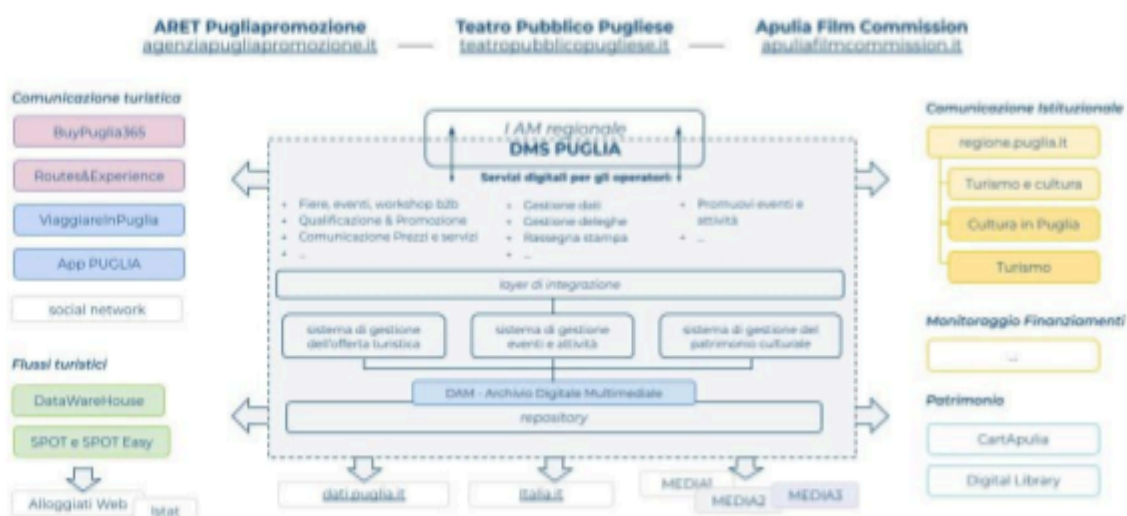 ARET Pugliapromozione
agenziapugliapromozione.it
Teatro Pubblico Pugliese
teatropubblicopugliese.it
Apulia Film Commission
apuliafilmcommission.it
Comunicazione turistica
BuyPuglia365
Routes&Experience
ViaggiareInPuglia
App PUGLIA
social network
Flussi turistici
DataWareHouse
SPOT e SPOT Easy
Alloggiati Web
Istat
I AM regionale
DMS PUGLIA
Servizi digitali per gli operatori:
+ Fiere, eventi, workshop b2b
+ Qualificazione & Promozione
+ Comunicazione Prezzi e servizi
+ ...
+ Gestione dati
+ Gestione deleghe
+ Rassegna stampa
+ ...
+ Promuovi eventi e
attività
+ ...
layer di integrazione
sistema di gestione
dell'offerta turistica
sistema di gestione
eventi e attività
sistema di gestione del
patrimonio culturale
DAM - Archivio Digitale Multimediale
repository
dati.puglia.it
Italia.it
MEDIA1
MEDIA2
MEDIA3
Comunicazione Istituzionale
regione.puglia.it
Turismo e cultura
Cultura in Puglia
Turismo
Monitoraggio Finanziamenti
...
Patrimonio
CartApulia
Digital Library